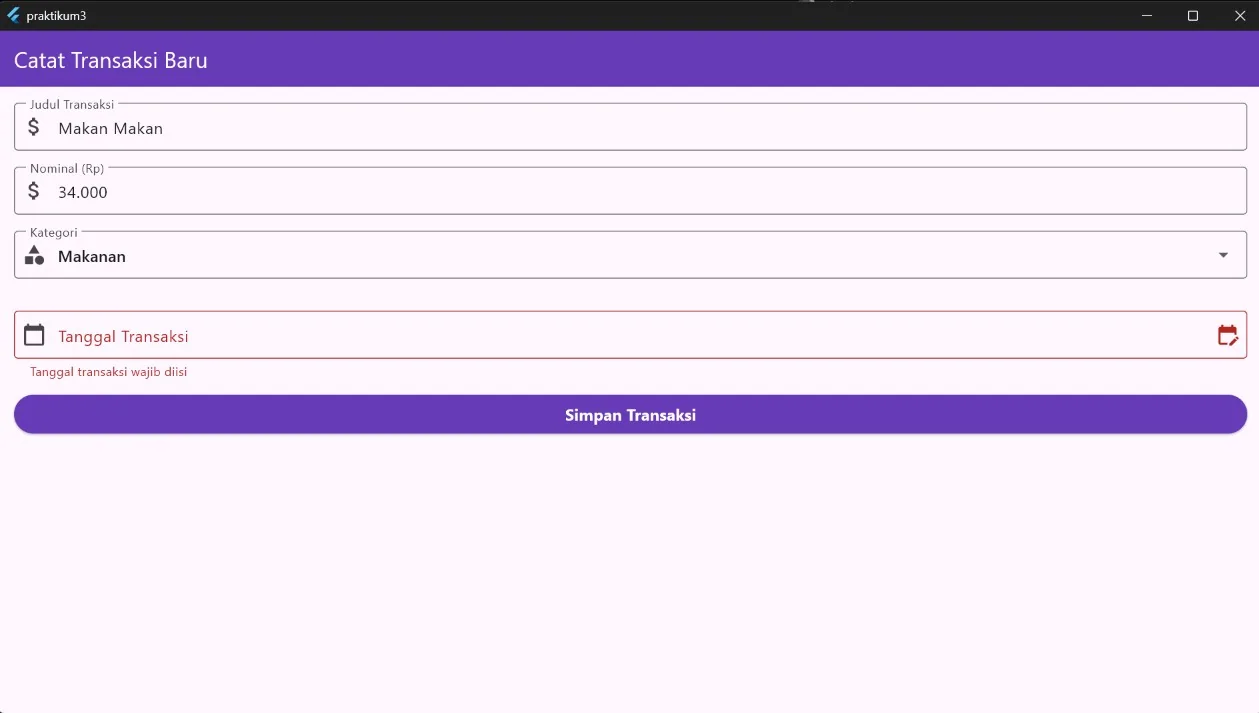 praktikum3
Catat Transaksi Baru
Judul Transaksi
Makan Makan
Nominal (Rp)
34.000
Kategori
Makanan
Tanggal Transaksi
Tanggal transaksi wajib diisi
Simpan Transaksi